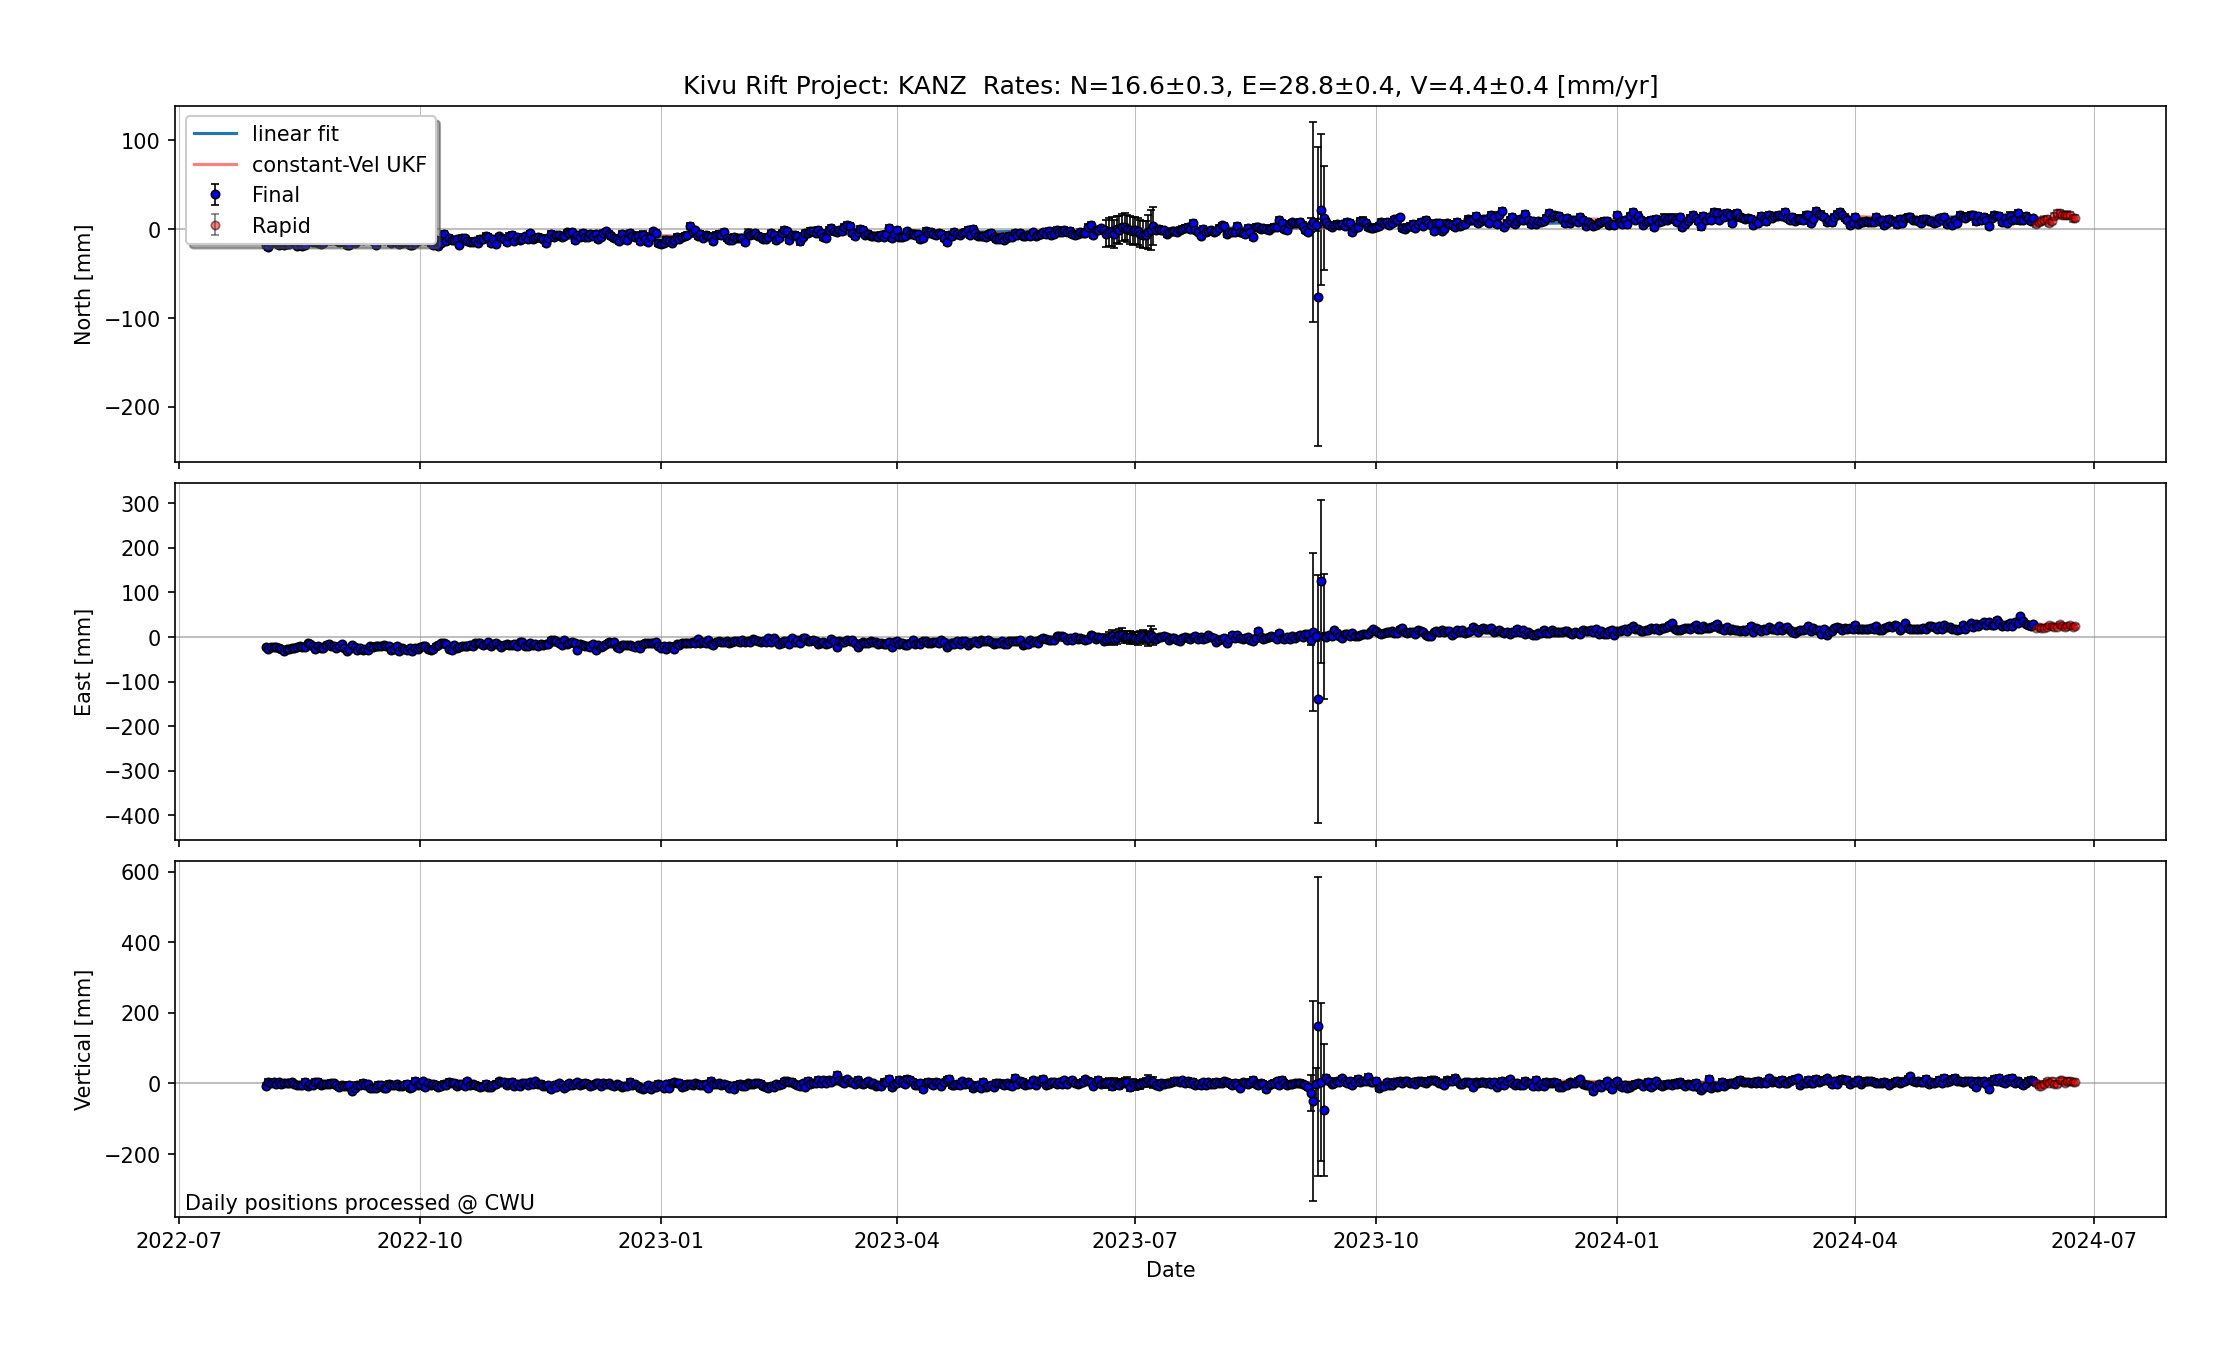 Kivu Rift Project: KANZ  Rates: N=16.6±0.3, E=28.8±0.4, V=4.4±0.4 [mm/yr]
linear fit
constant-Vel UKF
Final
Rapid
North [mm]
100
0
−100
−200
East [mm]
300
200
100
0
−100
−200
−300
−400
Vertical [mm]
600
400
200
0
−200
Daily positions processed @ CWU
2022-07 2022-10 2023-01 2023-04 2023-07 2023-10 2024-01 2024-04 2024-07
Date